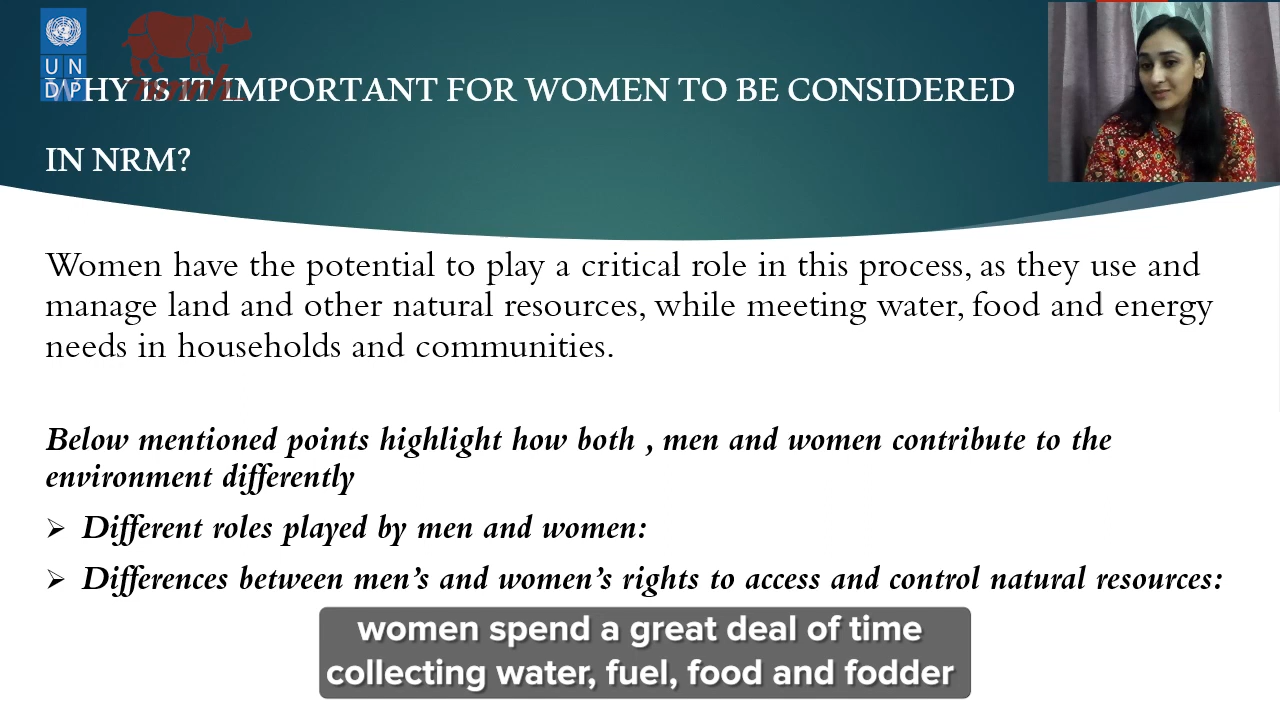 UN
DP
WHY IS IT IMPORTANT FOR WOMEN TO BE CONSIDERED
IN NRM?
Women have the potential to play a critical role in this process, as they use and
manage land and other natural resources, while meeting water, food and energy
needs in households and communities.
Below mentioned points highlight how both , men and women contribute to the
environment differently
➢ Different roles played by men and women:
➢ Differences between men’s and women’s rights to access and control natural resources:
women spend a great deal of time
collecting water, fuel, food and fodder